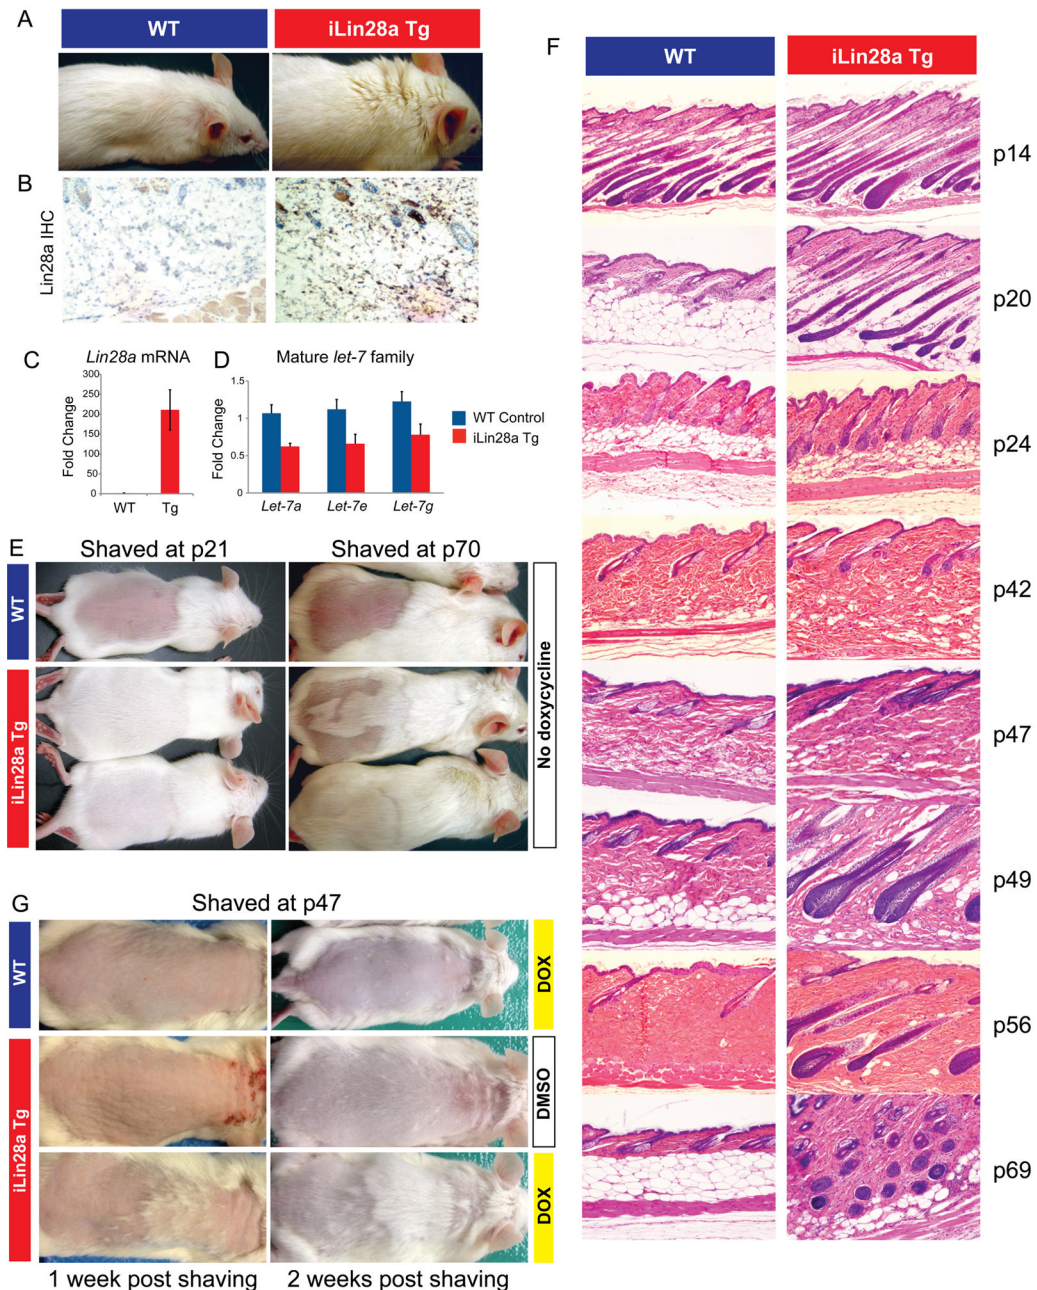 A
WT
iLin28a Tg
B
Lin28a IHC
C
Lin28a mRNA
Fold Change
300
250
200
150
100
50
0
WT
Tg
D
Mature let-7 family
Fold Change
1.5
1
0.5
0
Let-7a
Let-7e
Let-7g
WT Control
iLin28a Tg
E
Shaved at p21
Shaved at p70
WT
iLin28a Tg
No doxycycline
F
WT
iLin28a Tg
p14
p20
p24
p42
p47
p49
p56
p69
G
Shaved at p47
WT
iLin28a Tg
DOX
DMSO
DOX
1 week post shaving
2 weeks post shaving